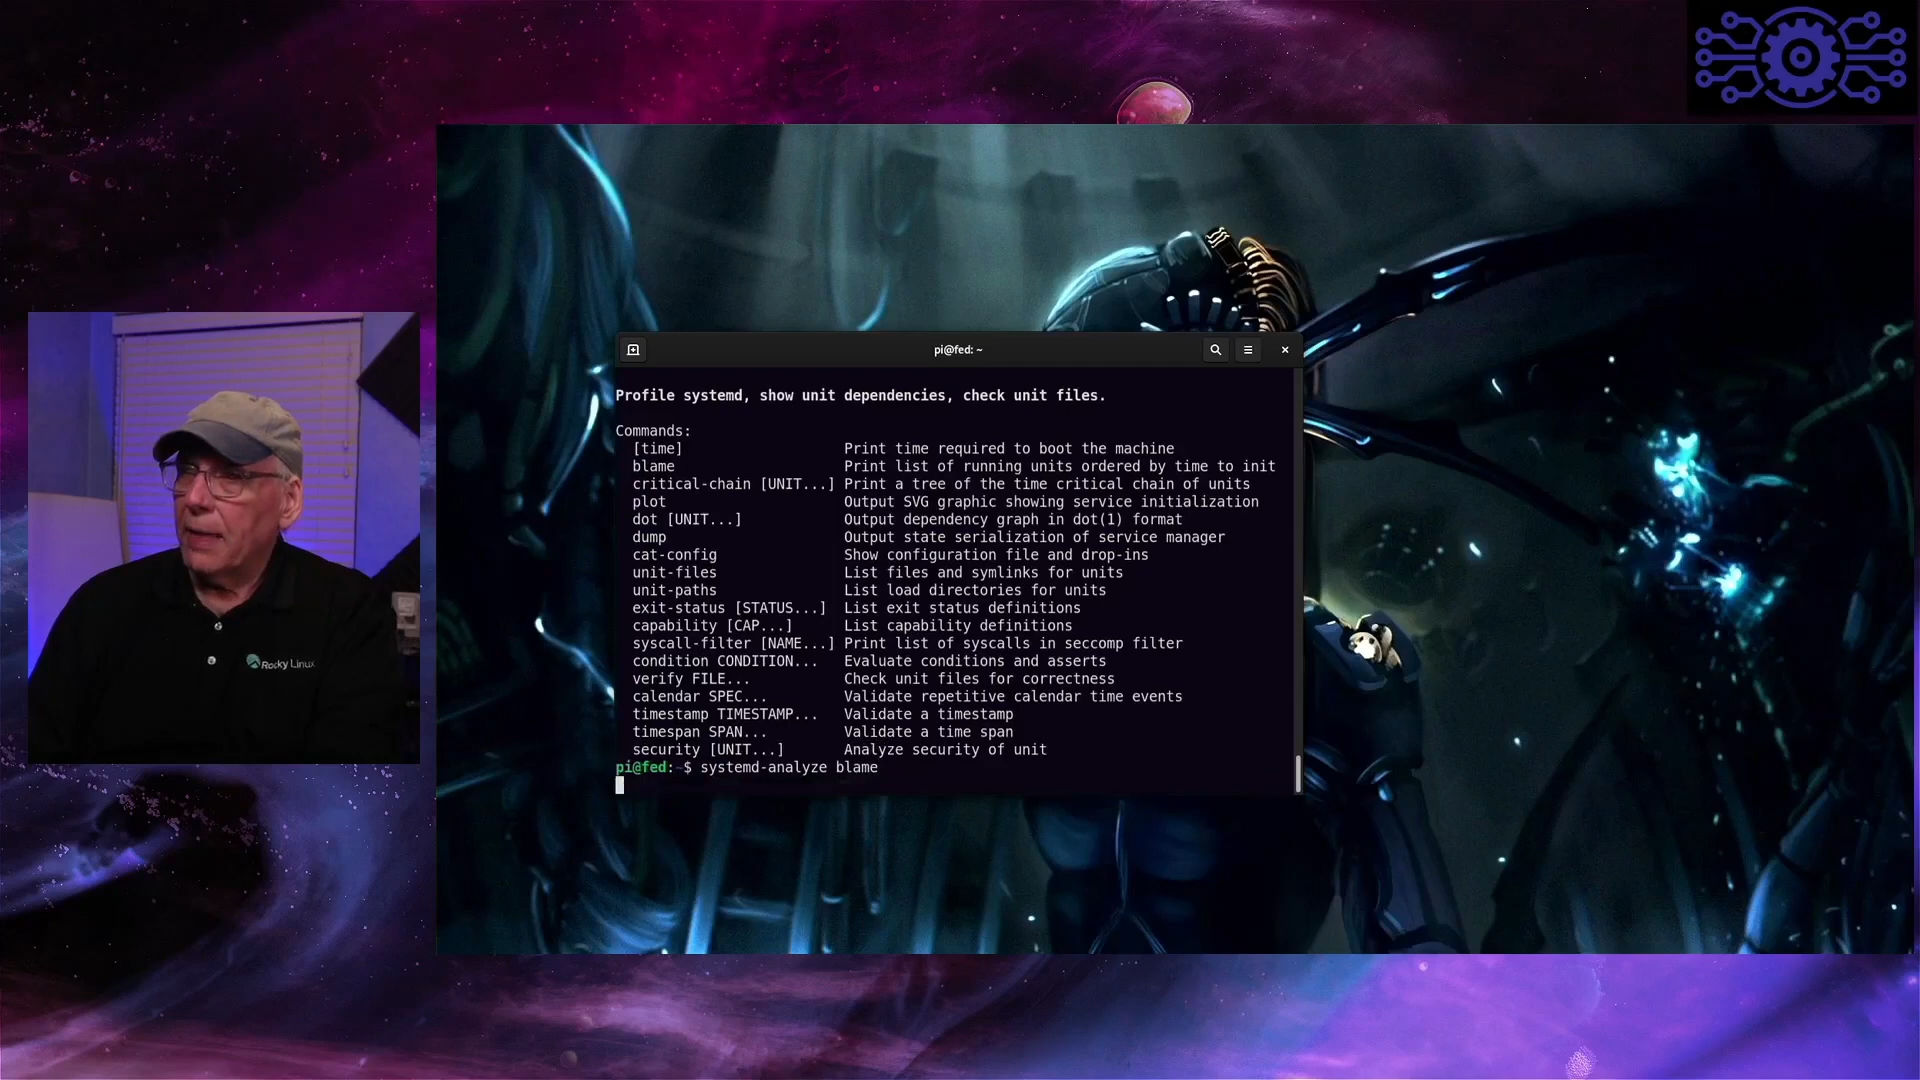 pi@fed: ~
Profile systemd, show unit dependencies, check unit files.
Commands:
[time] Print time required to boot the machine
blame Print list of running units ordered by time to init
critical-chain [UNIT...] Print a tree of the time critical chain of units
plot Output SVG graphic showing service initialization
dot [UNIT...] Output dependency graph in dot(1) format
dump Output state serialization of service manager
cat-config Show configuration file and drop-ins
unit-files List files and symlinks for units
unit-paths List load directories for units
exit-status [STATUS...] List exit status definitions
capability [CAP...] List capability definitions
syscall-filter [NAME...] Print list of syscalls in seccomp filter
condition CONDITION... Evaluate conditions and asserts
verify FILE... Check unit files for correctness
calendar SPEC... Validate repetitive calendar time events
timestamp TIMESTAMP... Validate a timestamp
timespan SPAN... Validate a time span
security [UNIT...] Analyze security of unit
pi@fed:~$ systemd-analyze blame
Rocky Linux